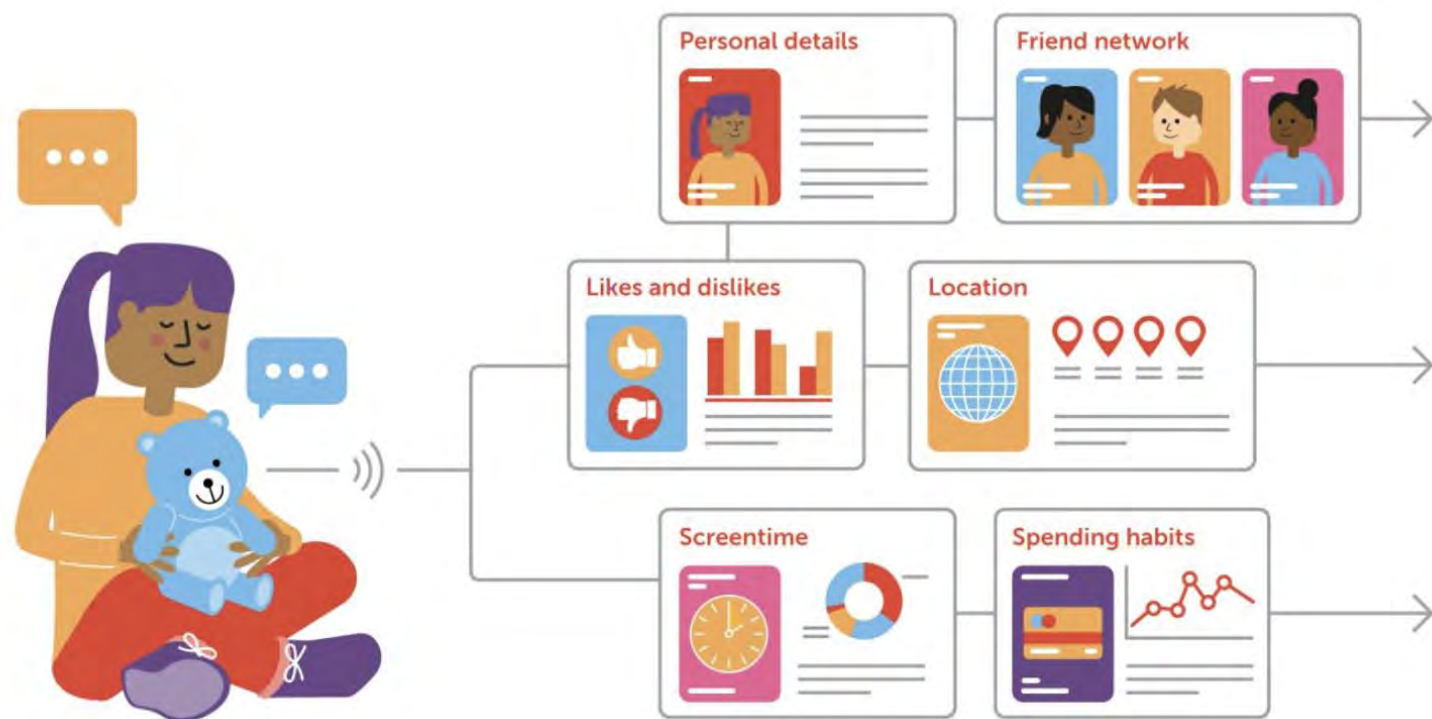 Personal details
Friend network
Likes and dislikes
Location
Screentime
Spending habits